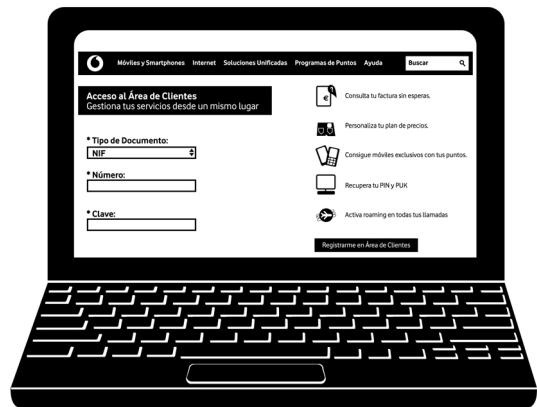 Móviles y Smartphones Internet Soluciones Unificadas Programas de Puntos Ayuda Buscar
Acceso al Área de Clientes
Gestiona tus servicios desde un mismo lugar
* Tipo de Documento:
NIF
* Número:
* Clave:
€
Consulta tu factura sin esperas.
Personaliza tu plan de precios.
Consigue móviles exclusivos con tus puntos.
Recupera tu PIN y PUK
Activa roaming en todas tus llamadas
Registrarme en Área de Clientes